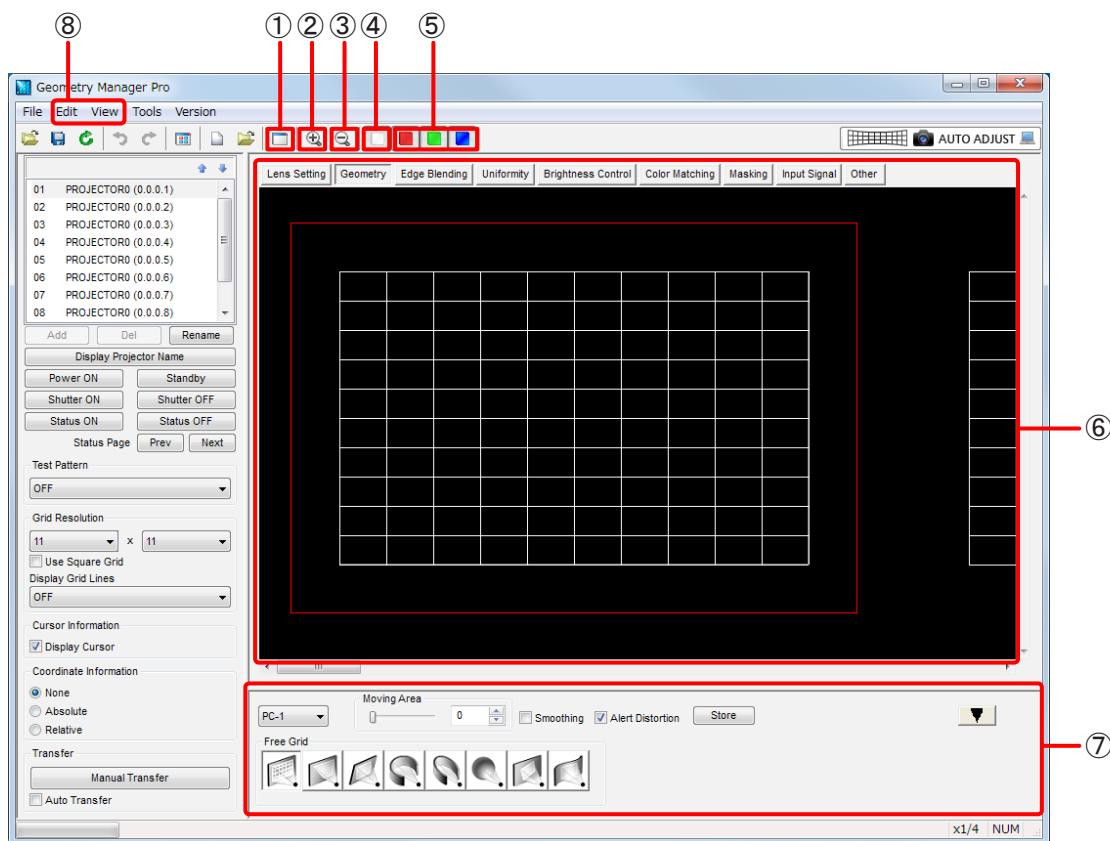 ⑧ ① ② ③ ④ ⑤
Geometry Manager Pro
File Edit View Tools Version
AUTO ADJUST
Lens Setting Geometry Edge Blending Uniformity Brightness Control Color Matching Masking Input Signal Other
01 PROJECTOR0 (0.0.0.1)
02 PROJECTOR0 (0.0.0.2)
03 PROJECTOR0 (0.0.0.3)
04 PROJECTOR0 (0.0.0.4)
05 PROJECTOR0 (0.0.0.5)
06 PROJECTOR0 (0.0.0.6)
07 PROJECTOR0 (0.0.0.7)
08 PROJECTOR0 (0.0.0.8)
Add Del Rename
Display Projector Name
Power ON Standby
Shutter ON Shutter OFF
Status ON Status OFF
Status Page Prev Next
Test Pattern
OFF
Grid Resolution
11 x 11
Use Square Grid
Display Grid Lines
OFF
Cursor Information
Display Cursor
Coordinate Information
None
Absolute
Relative
Transfer
Manual Transfer
Auto Transfer
⑥
PC-1 Moving Area 0 Smoothing Alert Distortion Store
Free Grid
⑦
x1/4 NUM